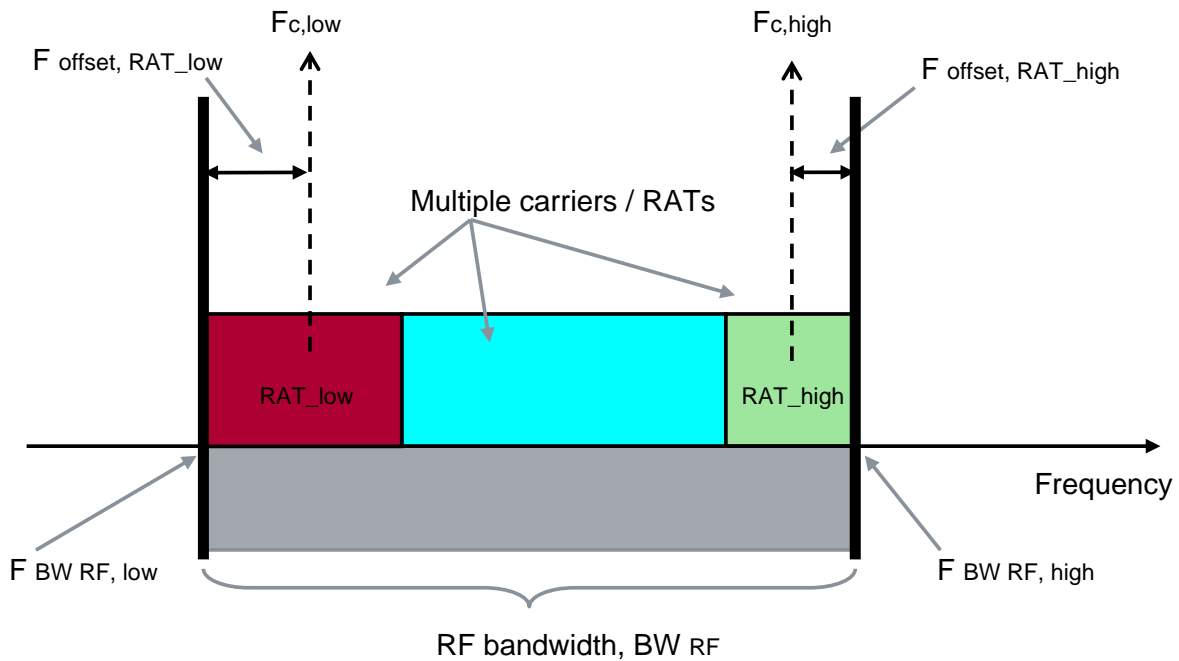 Fc,low
Fc,high
F offset, RAT_low
F offset, RAT_high
Multiple carriers / RATs
RAT_low
RAT_high
Frequency
F BW RF, low
F BW RF, high
RF bandwidth, BW RF